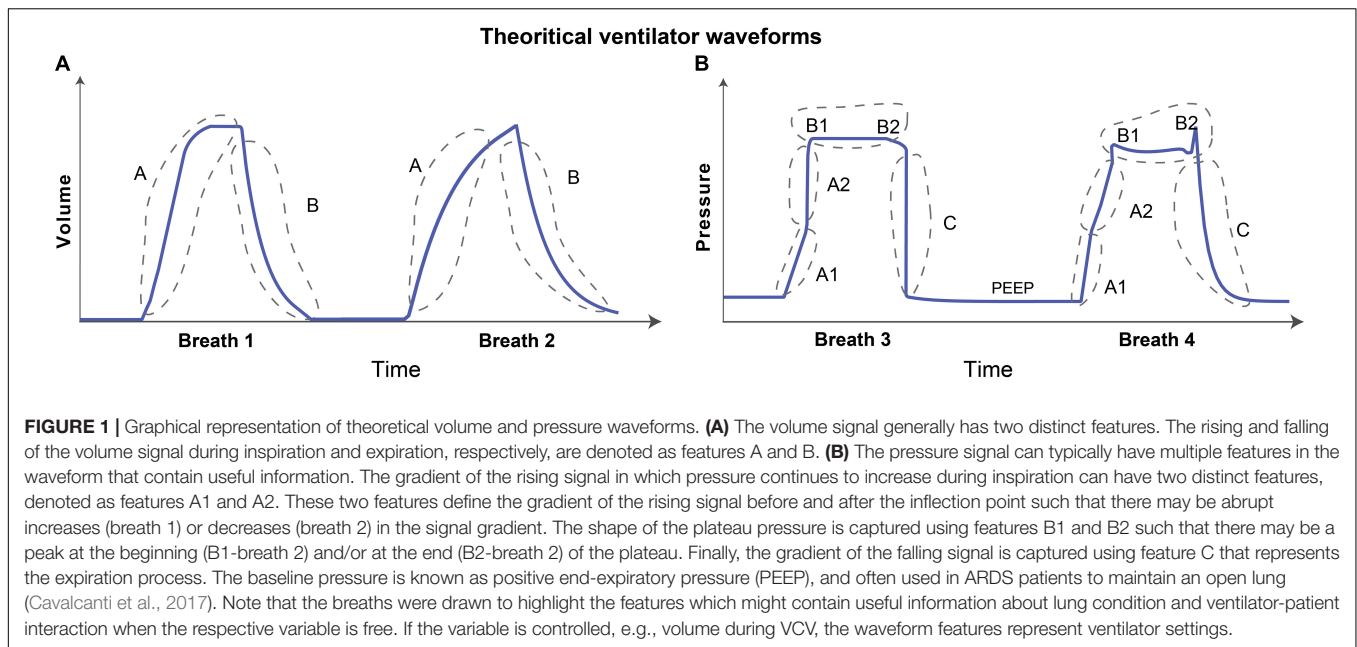 Theoritical ventilator waveforms
A
B
Volume
A
B
A
B
Breath 1
Breath 2
Time
Pressure
B1
B2
A2
A1
C
PEEP
B1
B2
A2
A1
C
Breath 3
Breath 4
Time
FIGURE 1 | Graphical representation of theoretical volume and pressure waveforms. (A) The volume signal generally has two distinct features. The rising and falling
of the volume signal during inspiration and expiration, respectively, are denoted as features A and B. (B) The pressure signal can typically have multiple features in the
waveform that contain useful information. The gradient of the rising signal in which pressure continues to increase during inspiration can have two distinct features,
denoted as features A1 and A2. These two features define the gradient of the rising signal before and after the inflection point such that there may be abrupt
increases (breath 1) or decreases (breath 2) in the signal gradient. The shape of the plateau pressure is captured using features B1 and B2 such that there may be a
peak at the beginning (B1-breath 2) and/or at the end (B2-breath 2) of the plateau. Finally, the gradient of the falling signal is captured using feature C that represents
the expiration process. The baseline pressure is known as positive end-expiratory pressure (PEEP), and often used in ARDS patients to maintain an open lung
(Cavalcanti et al., 2017). Note that the breaths were drawn to highlight the features which might contain useful information about lung condition and ventilator-patient
interaction when the respective variable is free. If the variable is controlled, e.g., volume during VCV, the waveform features represent ventilator settings.